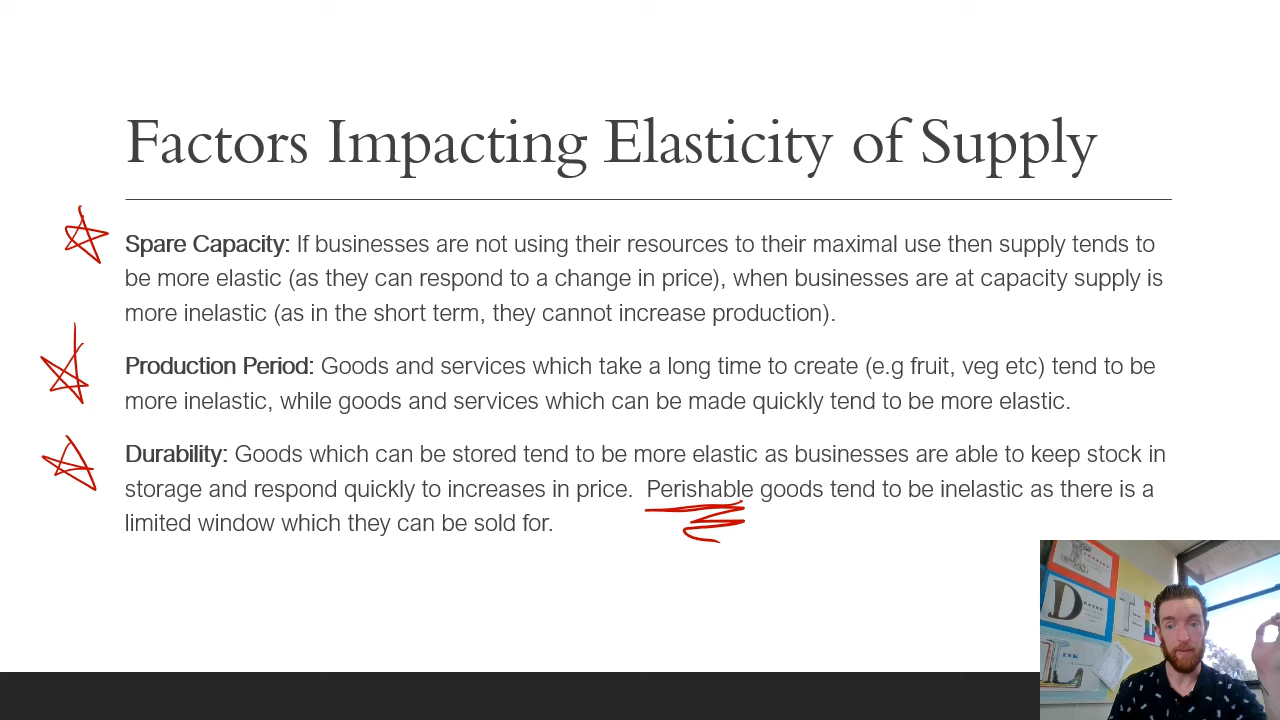 Factors Impacting Elasticity of Supply
Spare Capacity: If businesses are not using their resources to their maximal use then supply tends to
be more elastic (as they can respond to a change in price), when businesses are at capacity supply is
more inelastic (as in the short term, they cannot increase production).
Production Period: Goods and services which take a long time to create (e.g fruit, veg etc) tend to be
more inelastic, while goods and services which can be made quickly tend to be more elastic.
Durability: Goods which can be stored tend to be more elastic as businesses are able to keep stock in
storage and respond quickly to increases in price. Perishable goods tend to be inelastic as there is a
limited window which they can be sold for.